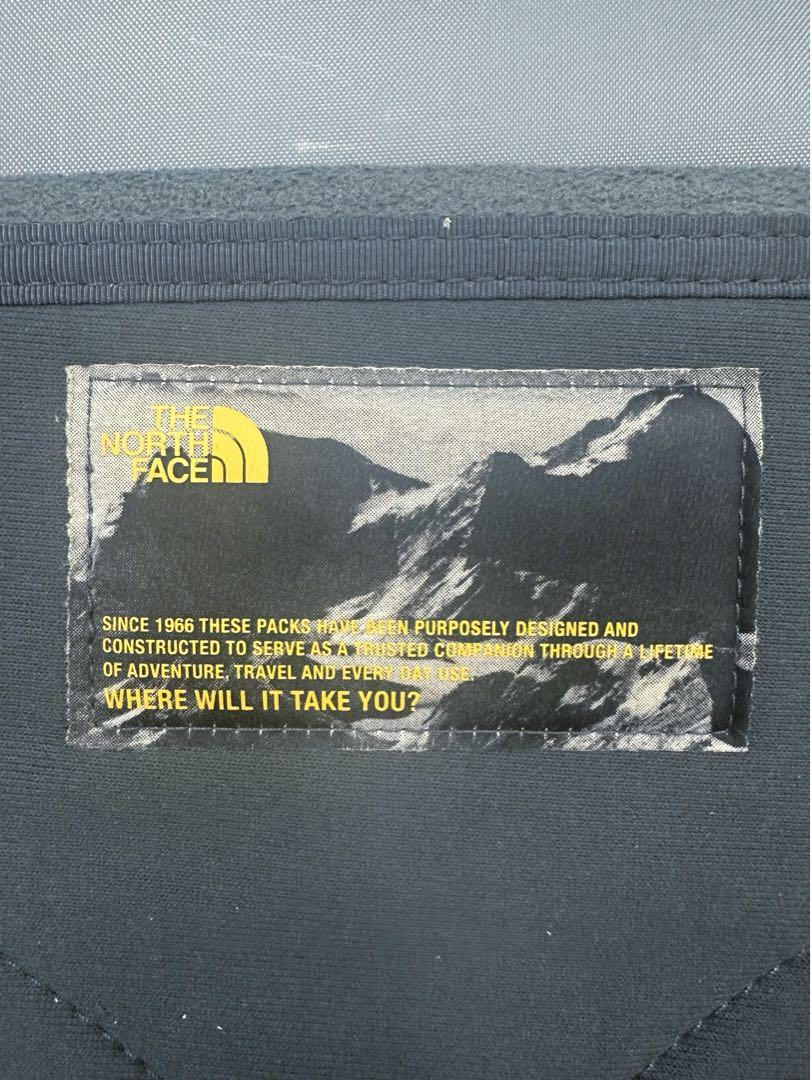 THE
NORTH
FACE
SINCE 1966 THESE PACKS HAVE BEEN PURPOSELY DESIGNED AND
CONSTRUCTED TO SERVE AS A TRUSTED COMPANION THROUGH A LIFETIME
OF ADVENTURE, TRAVEL AND EVERY DAY USE.
WHERE WILL IT TAKE YOU?